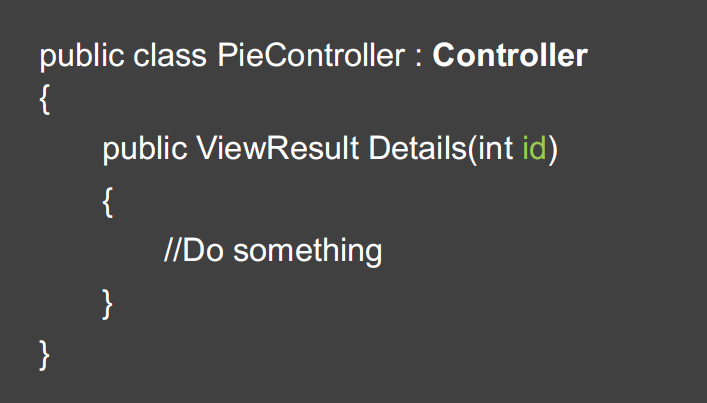 public class PieController : Controller
{
public ViewResult Details(int id)
{
//Do something
}
}